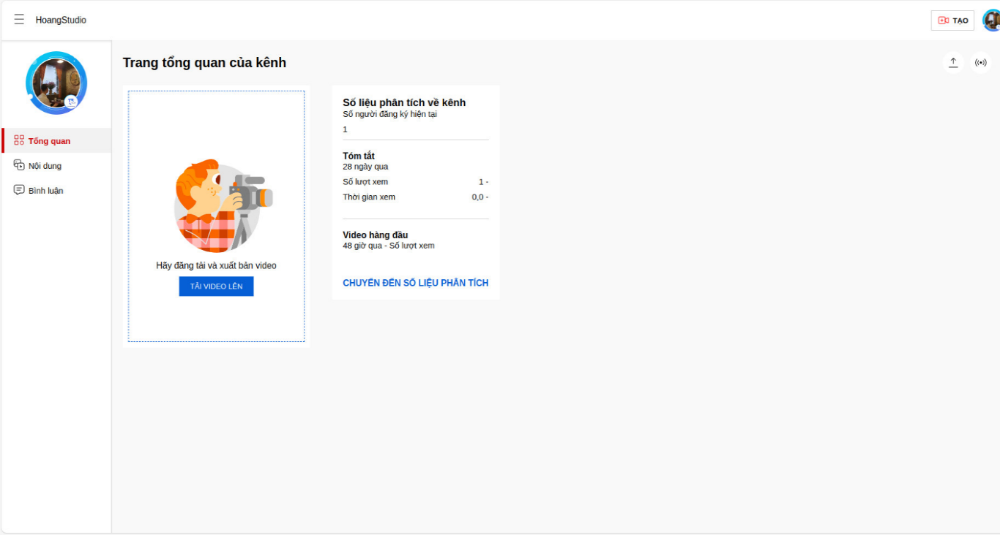 HoangStudio
TẠO
Trang tổng quan của kênh
Tổng quan
Nội dung
Bình luận
Hãy đăng tải và xuất bản video
TẢI VIDEO LÊN
Số liệu phân tích về kênh
Số người đăng ký hiện tại
1
Tóm tắt
28 ngày qua
Số lượt xem 1 -
Thời gian xem 0,0 -
Video hàng đầu
48 giờ qua - Số lượt xem
CHUYỂN ĐẾN SỐ LIỆU PHÂN TÍCH